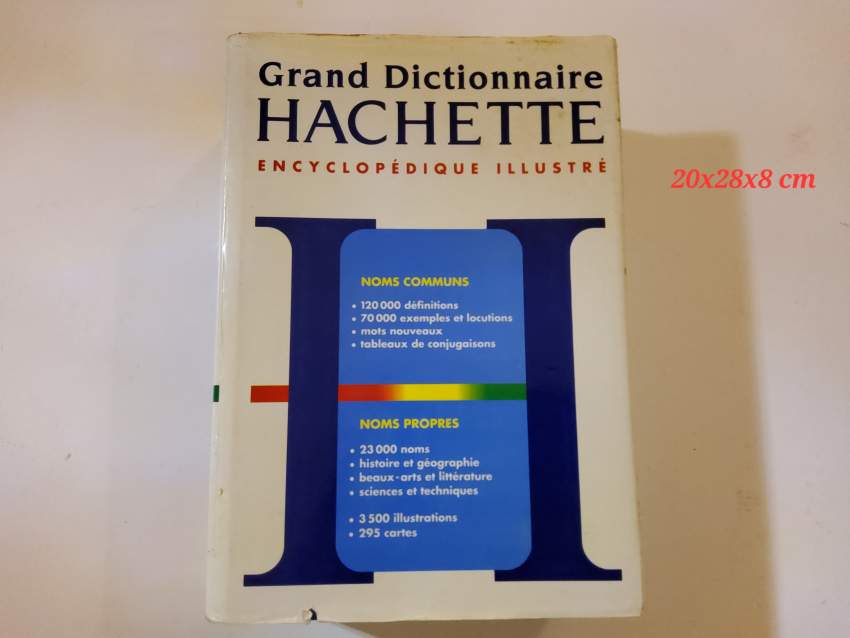 Grand Dictionnaire
HACHETTE
ENCYCLOPÉDIQUE ILLUSTRÉ
20x28x8 cm
NOMS COMMUNS
• 120 000 définitions
• 70 000 exemples et locutions
• mots nouveaux
• tableaux de conjugaisons
NOMS PROPRES
• 23 000 noms
• histoire et géographie
• beaux-arts et littérature
• sciences et techniques
• 3 500 illustrations
• 295 cartes